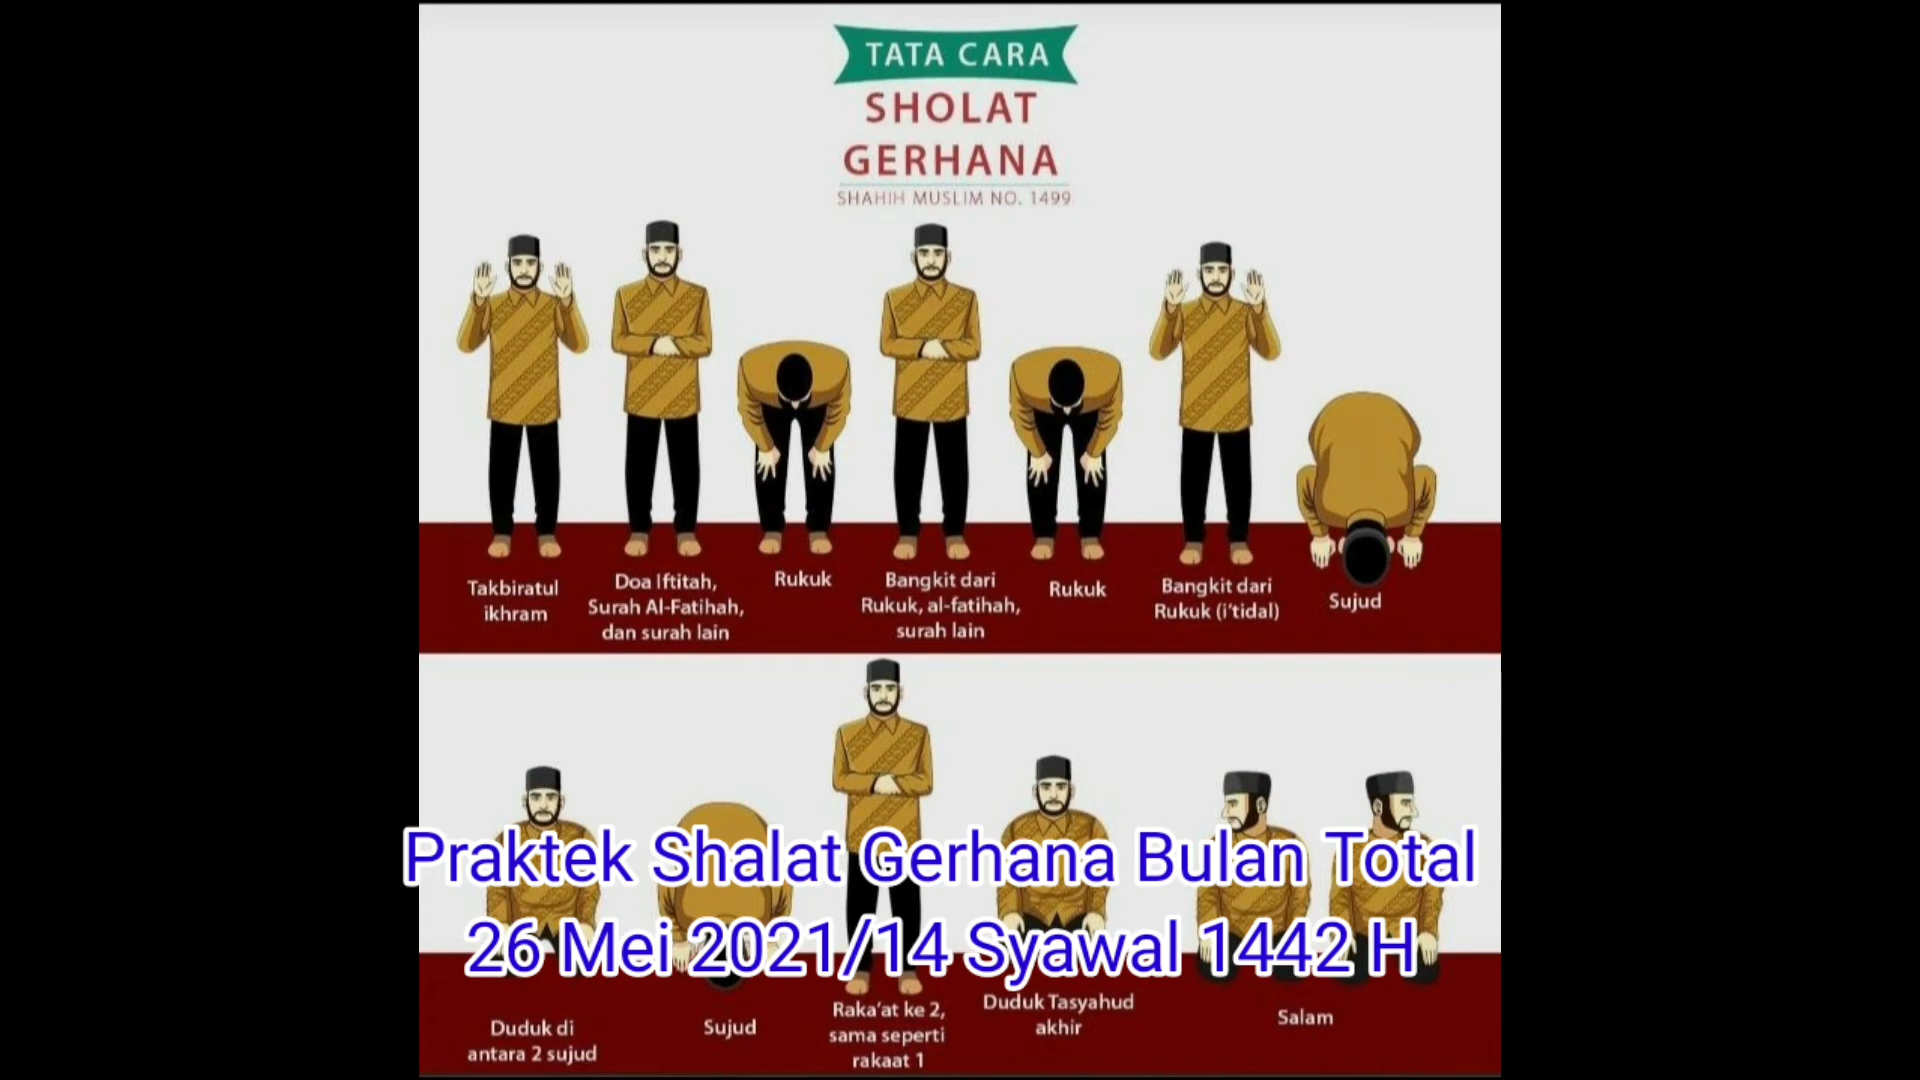 TATA CARA
SHOLAT
GERHANA
SHAHIH MUSLIM NO. 1499
Takbiratul
ikhram
Doa Iftitah,
Surah Al-Fatihah,
dan surah lain
Rukuk
Bangkit dari
Rukuk, al-fatihah,
surah lain
Rukuk
Bangkit dari
Rukuk (i'tidal)
Sujud
Praktek Shalat Gerhana Bulan Total
26 Mei 2021/14 Syawal 1442 H
Duduk di
antara 2 sujud
Sujud
Raka'at ke 2,
sama seperti
rakaat 1
Duduk Tasyahud
akhir
Salam